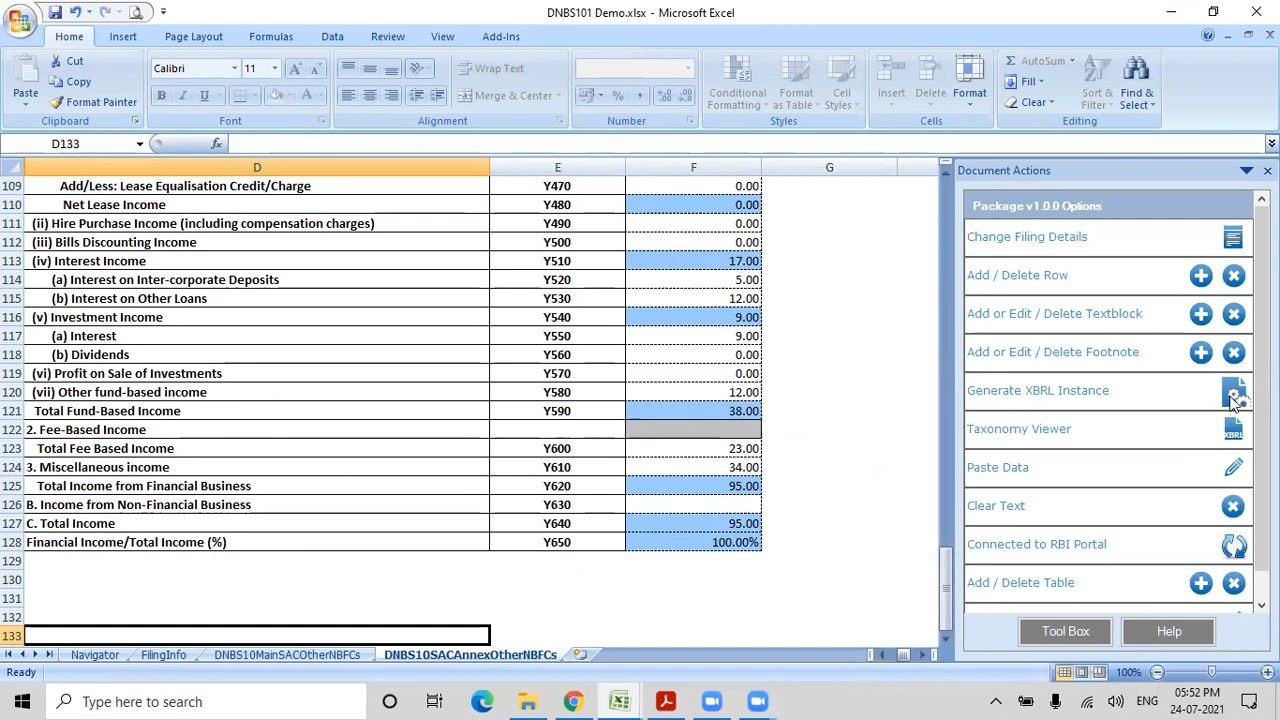 DNBS101 Demo.xlsx - Microsoft Excel
Home Insert Page Layout Formulas Data Review View Add-Ins
Paste Cut Calibri 11 Wrap Text AutoSum
Copy Fill
Format Painter Merge & Center % Clear
Conditional Formatting Format as Table Cell Styles Insert Delete Format Sort & Filter Find & Select
Clipboard Font Alignment Number Styles Cells Editing
D133 fx
D E F G
109 Add/Less: Lease Equalisation Credit/Charge Y470 0.00
110 Net Lease Income Y480 0.00
111 (ii) Hire Purchase Income (including compensation charges) Y490 0.00
112 (iii) Bills Discounting Income Y500 0.00
113 (iv) Interest Income Y510 17.00
114 (a) Interest on Inter-corporate Deposits Y520 5.00
115 (b) Interest on Other Loans Y530 12.00
116 (v) Investment Income Y540 9.00
117 (a) Interest Y550 9.00
118 (b) Dividends Y560 0.00
119 (vi) Profit on Sale of Investments Y570 0.00
120 (vii) Other fund-based income Y580 12.00
121 Total Fund-Based Income Y590 38.00
122 2. Fee-Based Income
123 Total Fee Based Income Y600 23.00
124 3. Miscellaneous income Y610 34.00
125 Total Income from Financial Business Y620 95.00
126 B. Income from Non-Financial Business Y630
127 C. Total Income Y640 95.00
128 Financial Income/Total Income (%) Y650 100.00%
129
130
131
132
133
Document Actions
Package v1.0.0 Options
Change Filing Details
Add / Delete Row
Add or Edit / Delete Textblock
Add or Edit / Delete Footnote
Generate XBRL Instance
Taxonomy Viewer XBRL
Paste Data
Clear Text
Connected to RBI Portal
Add / Delete Table
Tool Box Help
Navigator FilingInfo DNBS10MainSACOtherNBFCs DNBS10SACAnnexOtherNBFCs
Ready 100%
Type here to search ENG 05:52 PM
24-07-2021